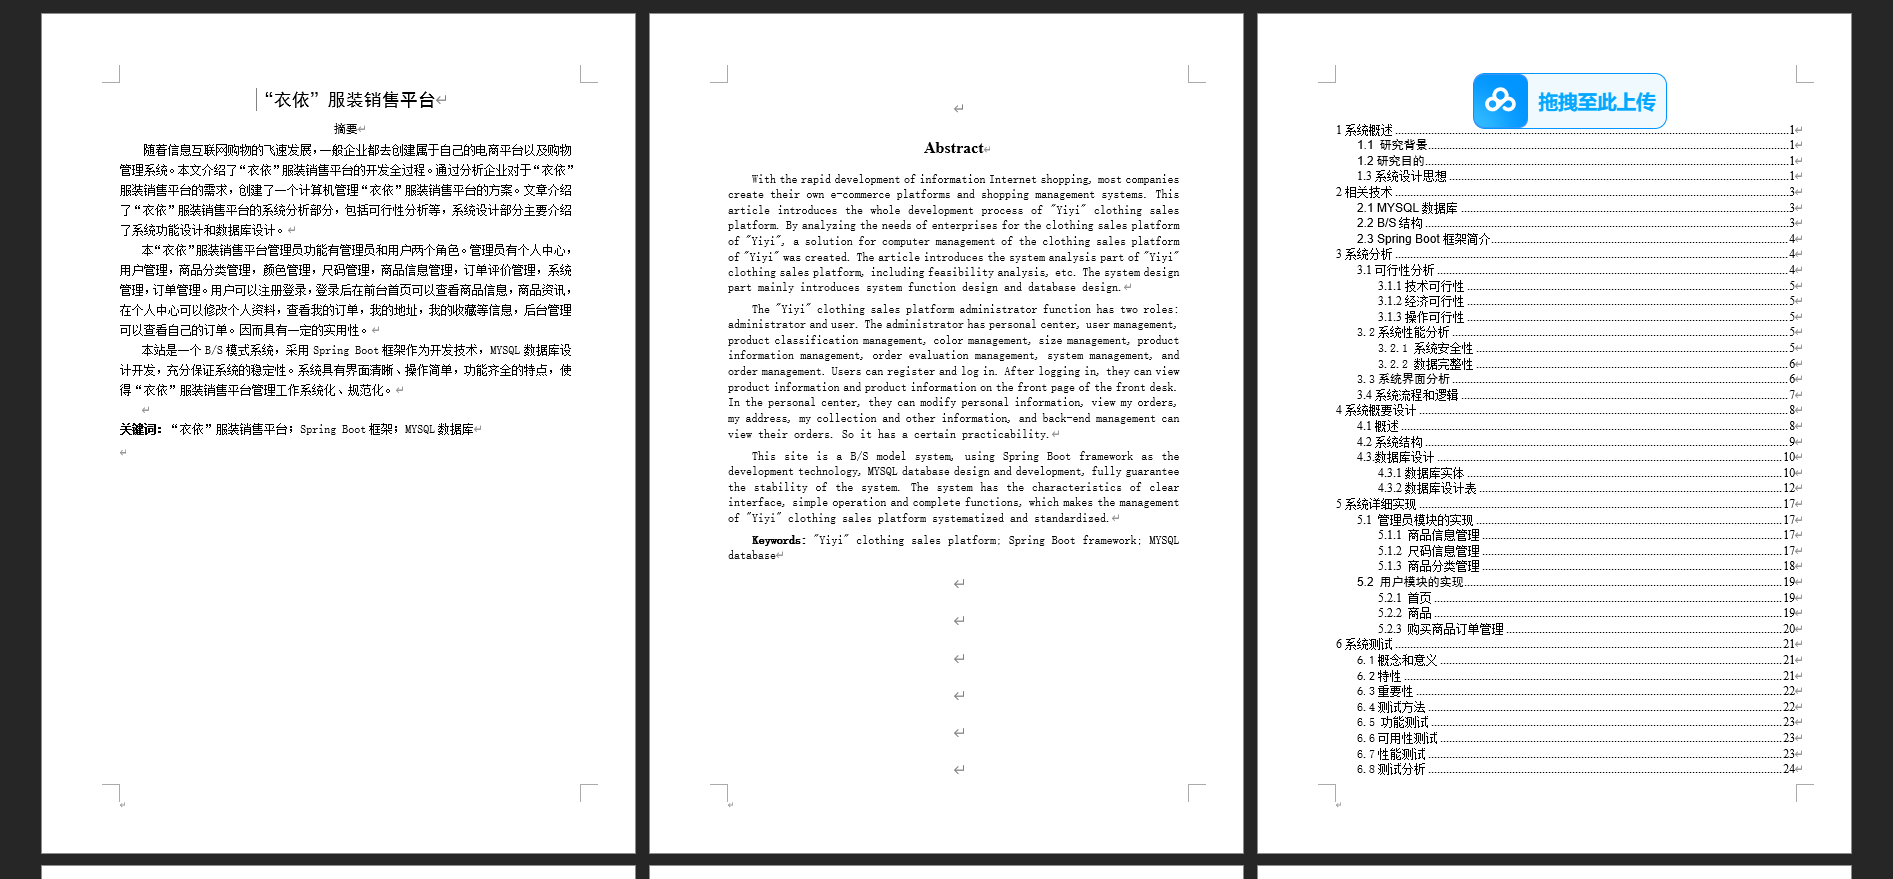 “衣依”服装销售平台
摘要
随着信息互联网购物的飞速发展，一般企业都去创建属于自己的电商平台以及购物
管理系统。本文介绍了“衣依”服装销售平台的开发全过程。通过分析企业对于“衣依”
服装销售平台的需求，创建了一个计算机管理“衣依”服装销售平台的方案。文章介绍
了“衣依”服装销售平台的系统分析部分，包括可行性分析等，系统设计部分主要介绍
了系统功能设计和数据库设计。
本“衣依”服装销售平台管理员功能有管理员和用户两个角色。管理员有个人中心，
用户管理，商品分类管理，颜色管理，尺码管理，商品信息管理，订单评价管理，系统
管理，订单管理。用户可以注册登录，登录后在前台首页可以查看商品信息，商品资讯，
在个人中心可以修改个人资料，查看我的订单，我的地址，我的收藏等信息，后台管理
可以查看自己的订单。因而具有一定的实用性。
本站是一个 B/S 模式系统，采用 Spring Boot 框架作为开发技术，MYSQL 数据库设
计开发，充分保证系统的稳定性。系统具有界面清晰、操作简单，功能齐全的特点，使
得“衣依”服装销售平台管理工作系统化、规范化。
关键词：“衣依”服装销售平台；Spring Boot 框架；MYSQL 数据库
Abstract
With the rapid development of information Internet shopping, most companies
create their own e-commerce platforms and shopping management systems. This
article introduces the whole development process of "Yiyi" clothing sales
platform. By analyzing the needs of enterprises for the clothing sales platform
of "Yiyi", a solution for computer management of the clothing sales platform
of "Yiyi" was created. The article introduces the system analysis part of "Yiyi"
clothing sales platform, including feasibility analysis, etc. The system design
part mainly introduces system function design and database design.
The "Yiyi" clothing sales platform administrator function has two roles:
administrator and user. The administrator has personal center, user management,
product classification management, color management, size management, product
information management, order evaluation management, system management, and
order management. Users can register and log in. After logging in, they can view
product information and product information on the front page of the front desk.
In the personal center, they can modify personal information, view my orders,
my address, my collection and other information, and back-end management can
view their orders. So it has a certain practicability.
This site is a B/S model system, using Spring Boot framework as the
development technology, MYSQL database design and development, fully guarantee
the stability of the system. The system has the characteristics of clear
interface, simple operation and complete functions, which makes the management
of "Yiyi" clothing sales platform systematized and standardized.
Keywords: "Yiyi" clothing sales platform; Spring Boot framework; MYSQL
database
拖拽至此上传
1 系统概述 1
1.1 研究背景 1
1.2 研究目的 1
1.3 系统设计思想 1
2 相关技术 3
2.1 MYSQL 数据库 3
2.2 B/S 结构 3
2.3 Spring Boot 框架简介 4
3 系统分析 4
3.1 可行性分析 4
3.1.1 技术可行性 5
3.1.2 经济可行性 5
3.1.3 操作可行性 5
3.2 系统性能分析 5
3.2.1 系统安全性 5
3.2.2 数据完整性 6
3.3 系统界面分析 6
3.4 系统流程和逻辑 7
4 系统概要设计 8
4.1 概述 8
4.2 系统结构 9
4.3.数据库设计 10
4.3.1 数据库实体 10
4.3.2 数据库设计表 12
5 系统详细实现 17
5.1 管理员模块的实现 17
5.1.1 商品信息管理 17
5.1.2 尺码信息管理 17
5.1.3 商品分类管理 18
5.2 用户模块的实现 19
5.2.1 首页 19
5.2.2 商品 19
5.2.3 购买商品订单管理 20
6 系统测试 21
6.1 概念和意义 21
6.2 特性 21
6.3 重要性 22
6.4 测试方法 22
6.5 功能测试 23
6.6 可用性测试 23
6.7 性能测试 23
6.8 测试分析 24